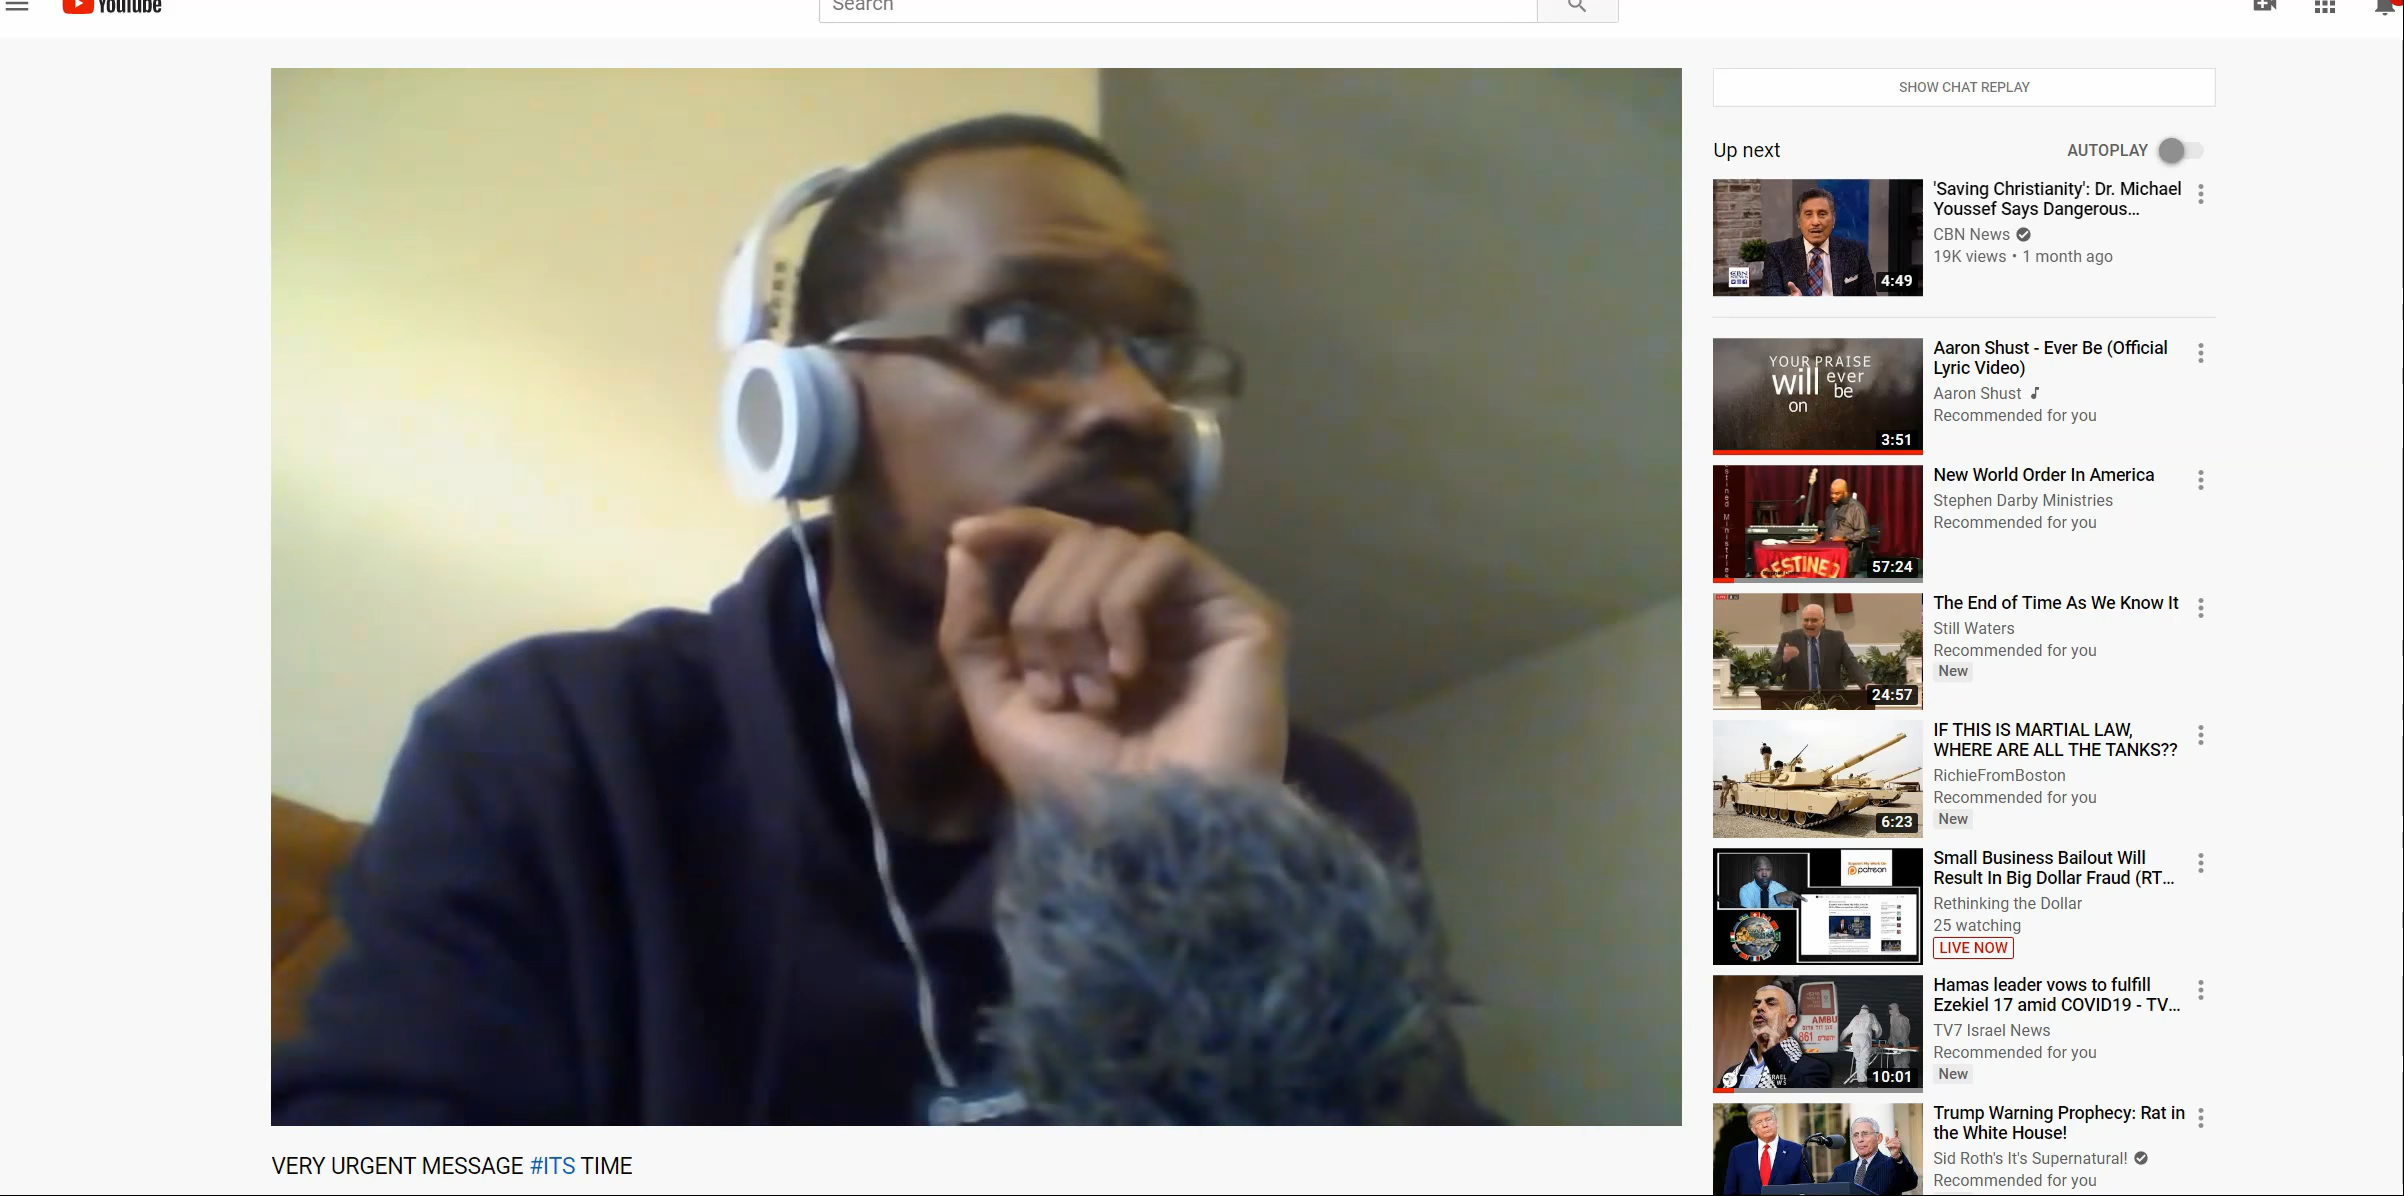 YouTube
Search
SHOW CHAT REPLAY
Up next
AUTOPLAY
'Saving Christianity': Dr. Michael
Youssef Says Dangerous...
CBN News
19K views • 1 month ago
CBN
4:49
Aaron Shust - Ever Be (Official
Lyric Video)
Aaron Shust
Recommended for you
YOUR PRAISE
will ever
be
on
3:51
New World Order In America
Stephen Darby Ministries
Recommended for you
stined Ministries
ESTINED
57:24
The End of Time As We Know It
Still Waters
Recommended for you
New
24:57
IF THIS IS MARTIAL LAW,
WHERE ARE ALL THE TANKS??
RichieFromBoston
Recommended for you
New
6:23
Small Business Bailout Will
Result In Big Dollar Fraud (RT...
Rethinking the Dollar
25 watching
LIVE NOW
patreon
Hamas leader vows to fulfill
Ezekiel 17 amid COVID19 - TV...
TV7 Israel News
Recommended for you
New
AMBU
10:01
Trump Warning Prophecy: Rat in
the White House!
Sid Roth's It's Supernatural!
Recommended for you
VERY URGENT MESSAGE #ITS TIME